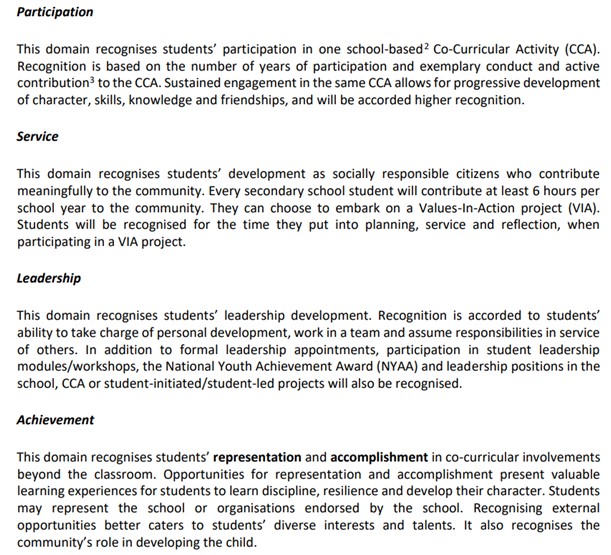 Participation
This domain recognises students' participation in one school-based² Co-Curricular Activity (CCA).
Recognition is based on the number of years of participation and exemplary conduct and active
contribution³ to the CCA. Sustained engagement in the same CCA allows for progressive development
of character, skills, knowledge and friendships, and will be accorded higher recognition.
Service
This domain recognises students' development as socially responsible citizens who contribute
meaningfully to the community. Every secondary school student will contribute at least 6 hours per
school year to the community. They can choose to embark on a Values-In-Action project (VIA).
Students will be recognised for the time they put into planning, service and reflection, when
participating in a VIA project.
Leadership
This domain recognises students' leadership development. Recognition is accorded to students'
ability to take charge of personal development, work in a team and assume responsibilities in service
of others. In addition to formal leadership appointments, participation in student leadership
modules/workshops, the National Youth Achievement Award (NYAA) and leadership positions in the
school, CCA or student-initiated/student-led projects will also be recognised.
Achievement
This domain recognises students' representation and accomplishment in co-curricular involvements
beyond the classroom. Opportunities for representation and accomplishment present valuable
learning experiences for students to learn discipline, resilience and develop their character. Students
may represent the school or organisations endorsed by the school. Recognising external
opportunities better caters to students' diverse interests and talents. It also recognises the
community's role in developing the child.